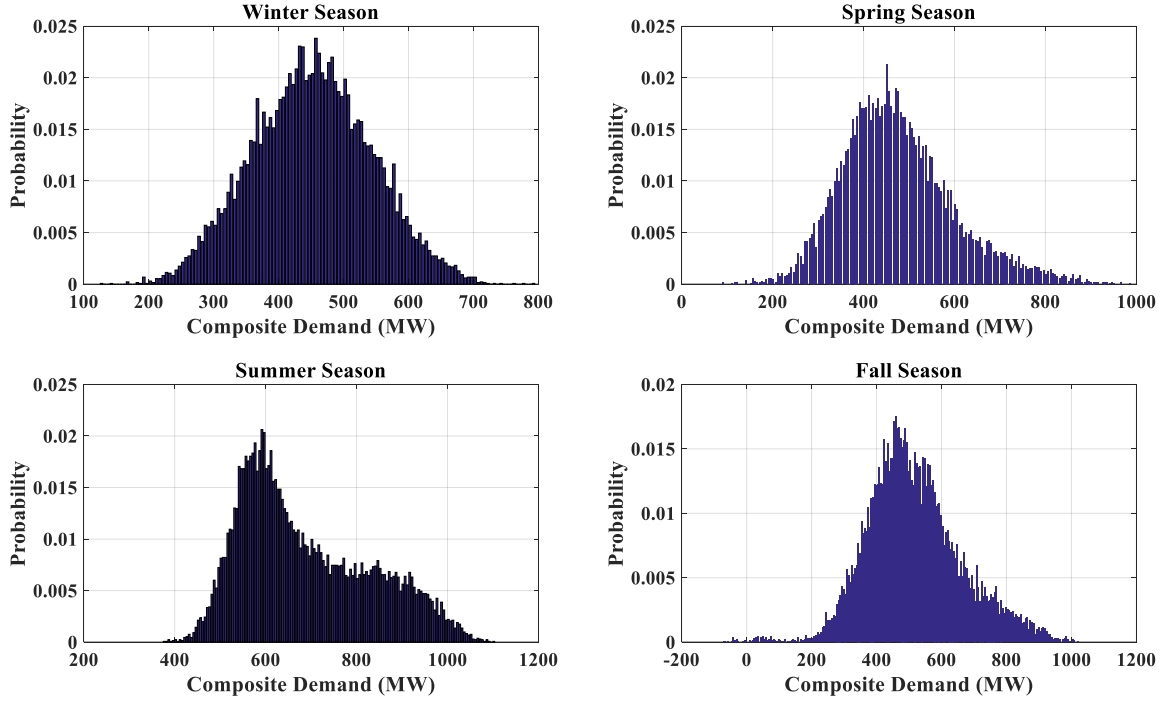 Winter Season
0.025
0.02
0.015
0.01
0.005
0
Probability
100 200 300 400 500 600 700 800
Composite Demand (MW)
Spring Season
0.025
0.02
0.015
0.01
0.005
0
Probability
0 200 400 600 800 1000
Composite Demand (MW)
Summer Season
0.025
0.02
0.015
0.01
0.005
0
Probability
200 400 600 800 1000 1200
Composite Demand (MW)
Fall Season
0.02
0.015
0.01
0.005
0
Probability
-200 0 200 400 600 800 1000 1200
Composite Demand (MW)